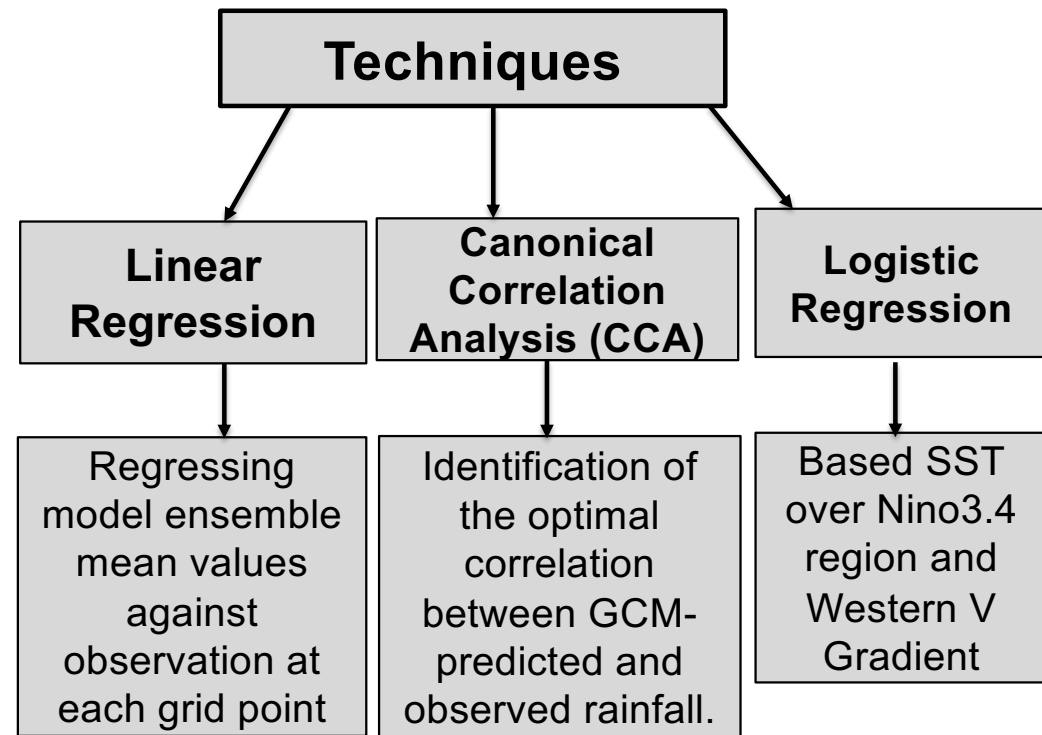 Techniques
Linear
Regression
Canonical
Correlation
Analysis (CCA)
Logistic
Regression
Regressing
model ensemble
mean values
against
observation at
each grid point
Identification of
the optimal
correlation
between GCM-
predicted and
observed rainfall.
Based SST
over Nino3.4
region and
Western V
Gradient